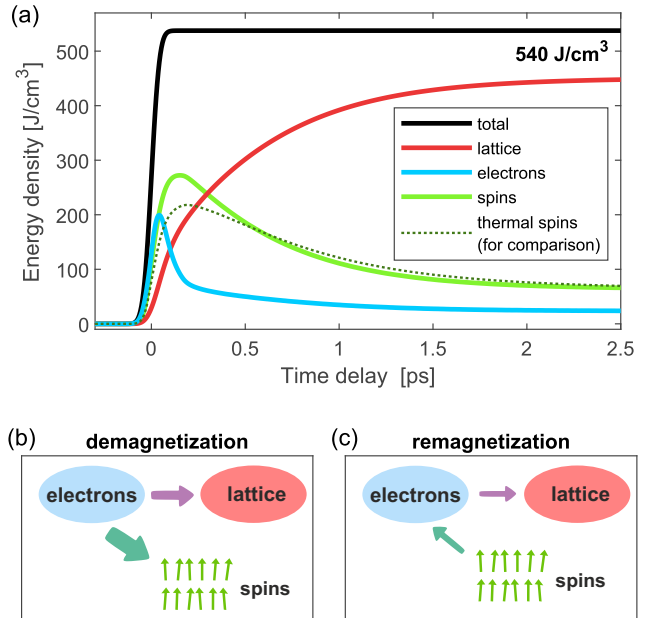 (a)
540 J/cm³
Energy density [J/cm³]
500
400
300
200
100
0
total
lattice
electrons
spins
thermal spins
(for comparison)
0
0.5
1
1.5
2
2.5
Time delay [ps]
(b)
demagnetization
electrons
lattice
spins
(c)
remagnetization
electrons
lattice
spins